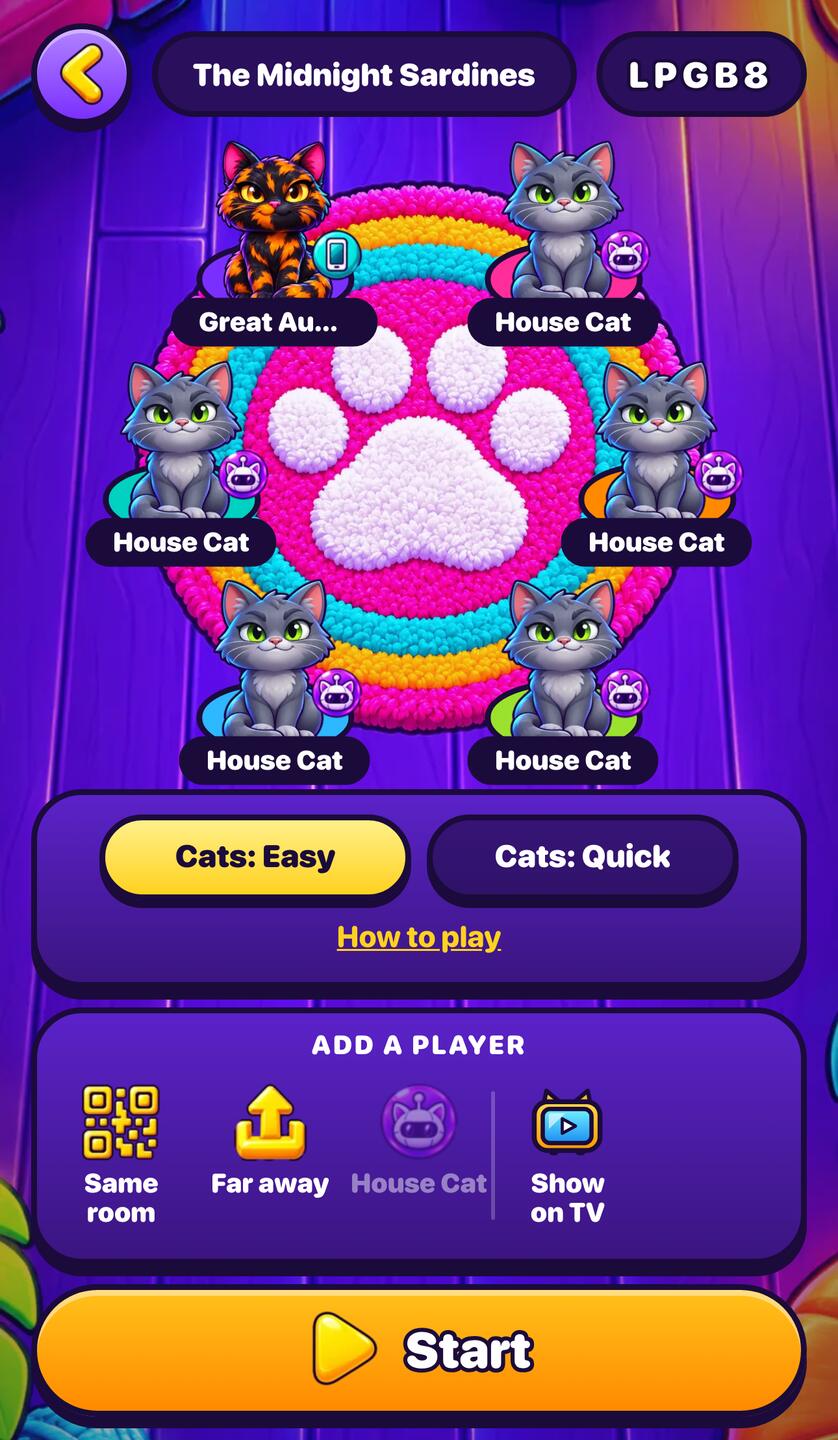 The Midnight Sardines
LPGB8
Great Au...
House Cat
House Cat
House Cat
House Cat
House Cat
Cats: Easy
Cats: Quick
How to play
ADD A PLAYER
Same
room
Far away
House Cat
Show
on TV
Start